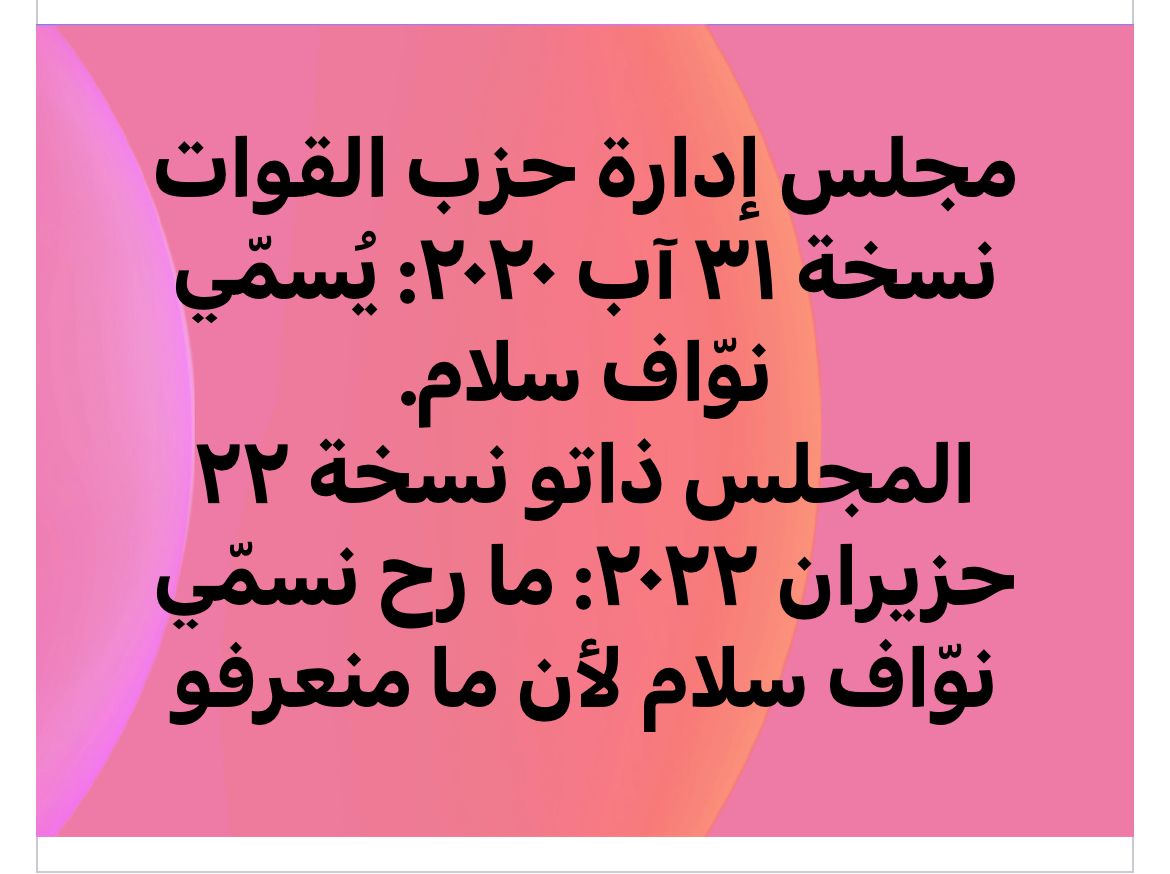 مجلس إدارة حزب القوات
نسخة ٣١ آب ٢٠٢٠: يُسمّي
نوّاف سلام.
المجلس ذاتو نسخة ٢٢
حزيران ٢٠٢٢: ما رح نسمّي
نوّاف سلام لأن ما منعرفو